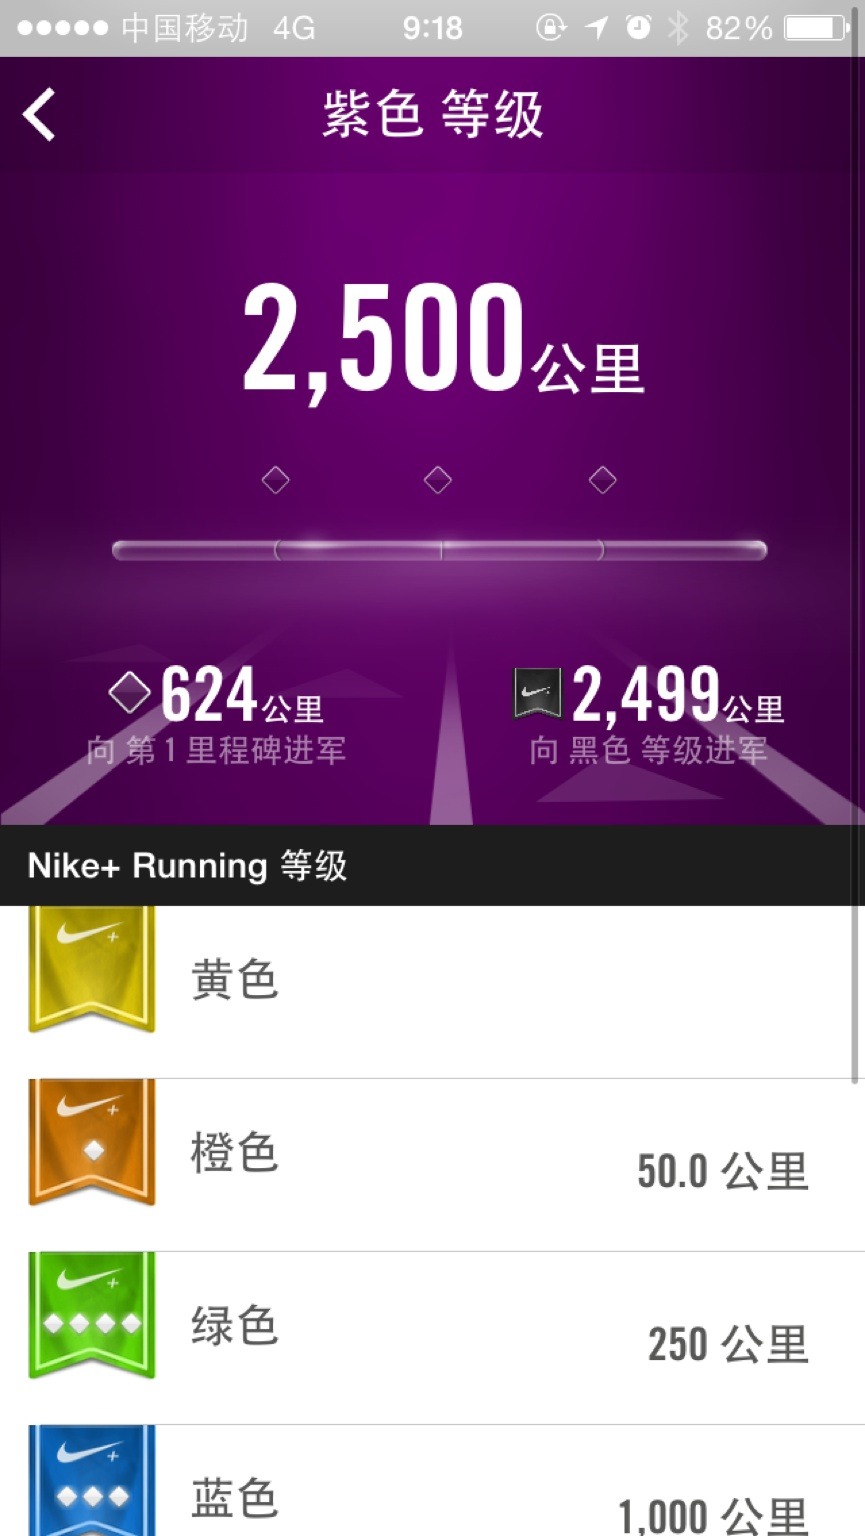 中国移动 4G 9:18 82%
紫色 等级
2,500公里
624公里 2,499公里
向 第 1 里程碑进军 向 黑色 等级进军
Nike+ Running 等级
黄色
橙色 50.0 公里
绿色 250 公里
蓝色 1,000 公里